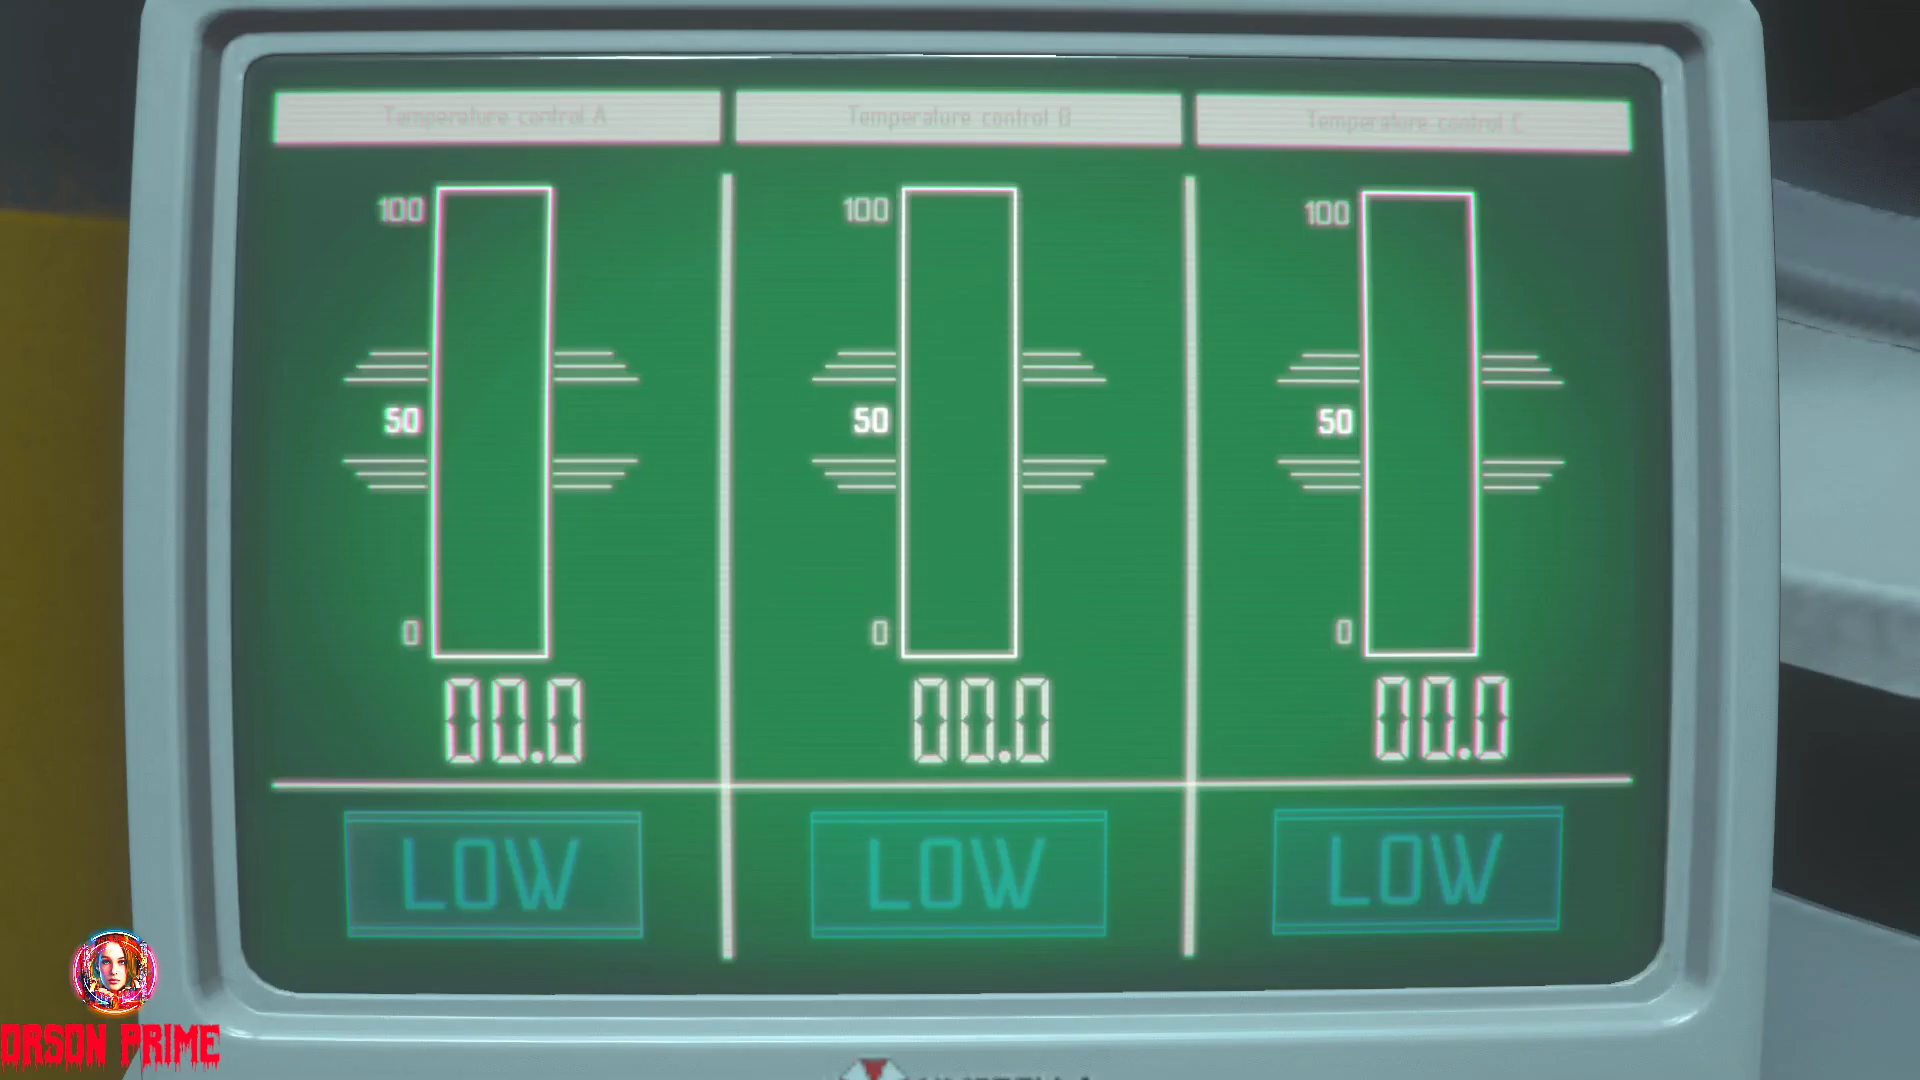 Temperature control A
Temperature control B
Temperature control C
100
100
100
50
50
50
0
0
0
00.0
00.0
00.0
LOW
LOW
LOW
ORSON PRIME